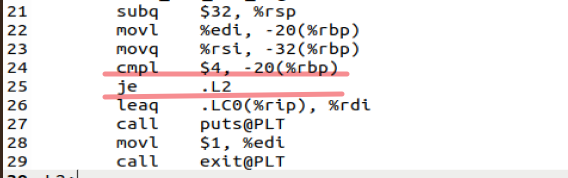 21 subq $32, %rsp
22 movl %edi, -20(%rbp)
23 movq %rsi, -32(%rbp)
24 cmpl $4, -20(%rbp)
25 je .L2
26 leaq .LC0(%rip), %rdi
27 call puts@PLT
28 movl $1, %edi
29 call exit@PLT